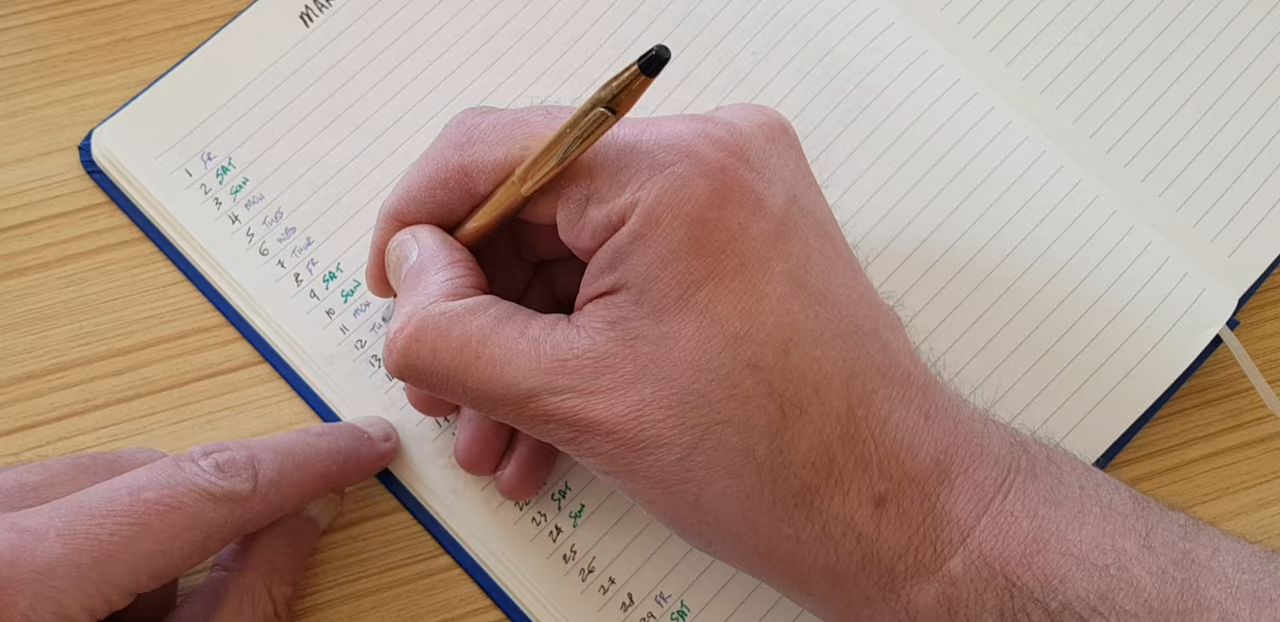 MAR
1 FR
2 SAT
3 SUN
4 MON
5 TUES
6 WED
7 THUR
8 FR
9 SAT
10 SUN
11 MON
12 TU
13
22
23 SAT
24 SUN
25
26
27
28
29 FR
SAT